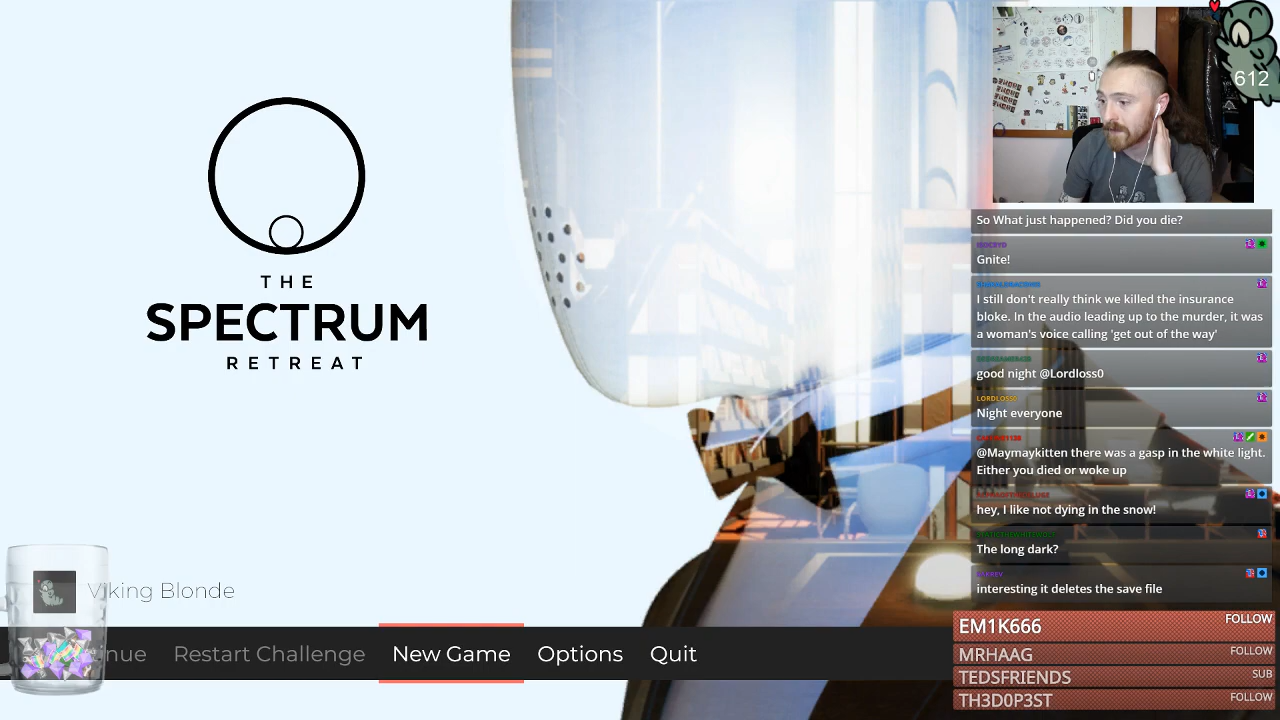 THE
SPECTRUM
RETREAT
Viking Blonde
Restart Challenge
New Game
Options
Quit
612
So What just happened? Did you die?
Gnite!
I still don't really think we killed the insurance
bloke. In the audio leading up to the murder, it was
a woman's voice calling 'get out of the way'
good night @Lordloss0
LORDLOSS0
Night everyone
@Maymaykitten there was a gasp in the white light.
Either you died or woke up
hey, I like not dying in the snow!
The long dark?
interesting it deletes the save file
EM1K666 FOLLOW
MRHAAG FOLLOW
TEDSFRIENDS SUB
TH3D0P3ST FOLLOW